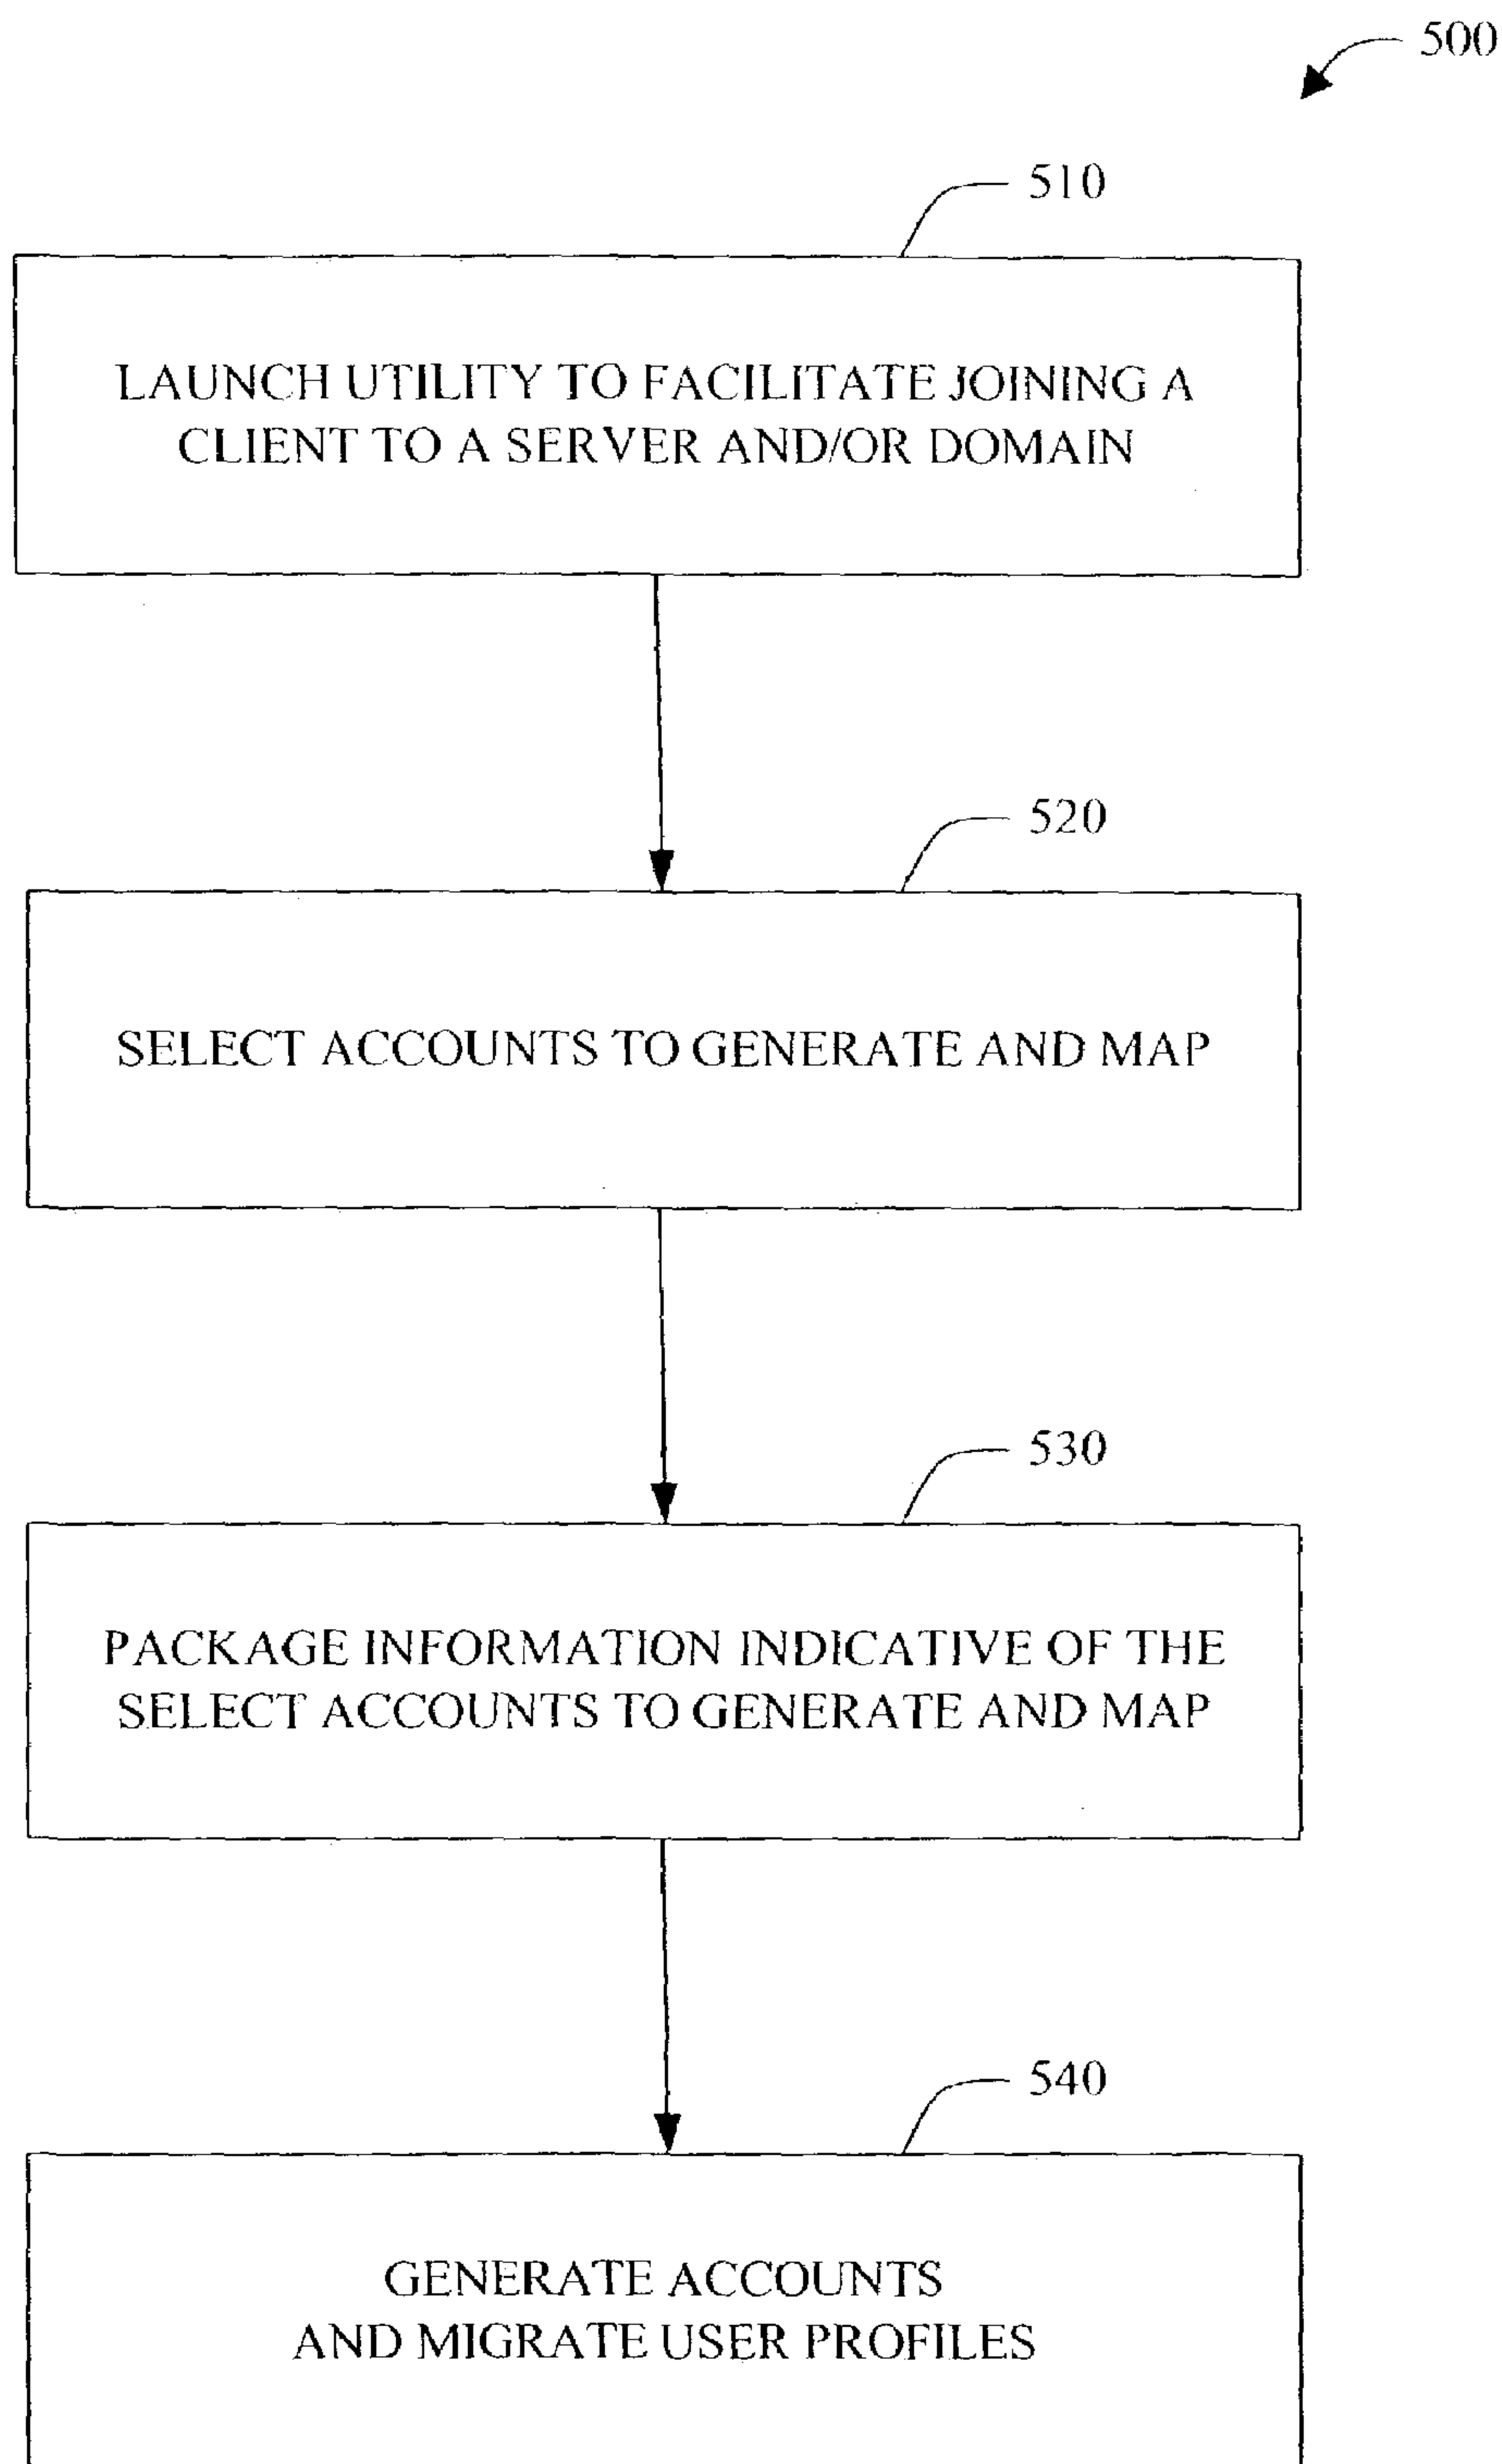 500
510
LAUNCH UTILITY TO FACILITATE JOINING A
CLIENT TO A SERVER AND/OR DOMAIN
520
SELECT ACCOUNTS TO GENERATE AND MAP
530
PACKAGE INFORMATION INDICATIVE OF THE
SELECT ACCOUNTS TO GENERATE AND MAP
540
GENERATE ACCOUNTS
AND MIGRATE USER PROFILES